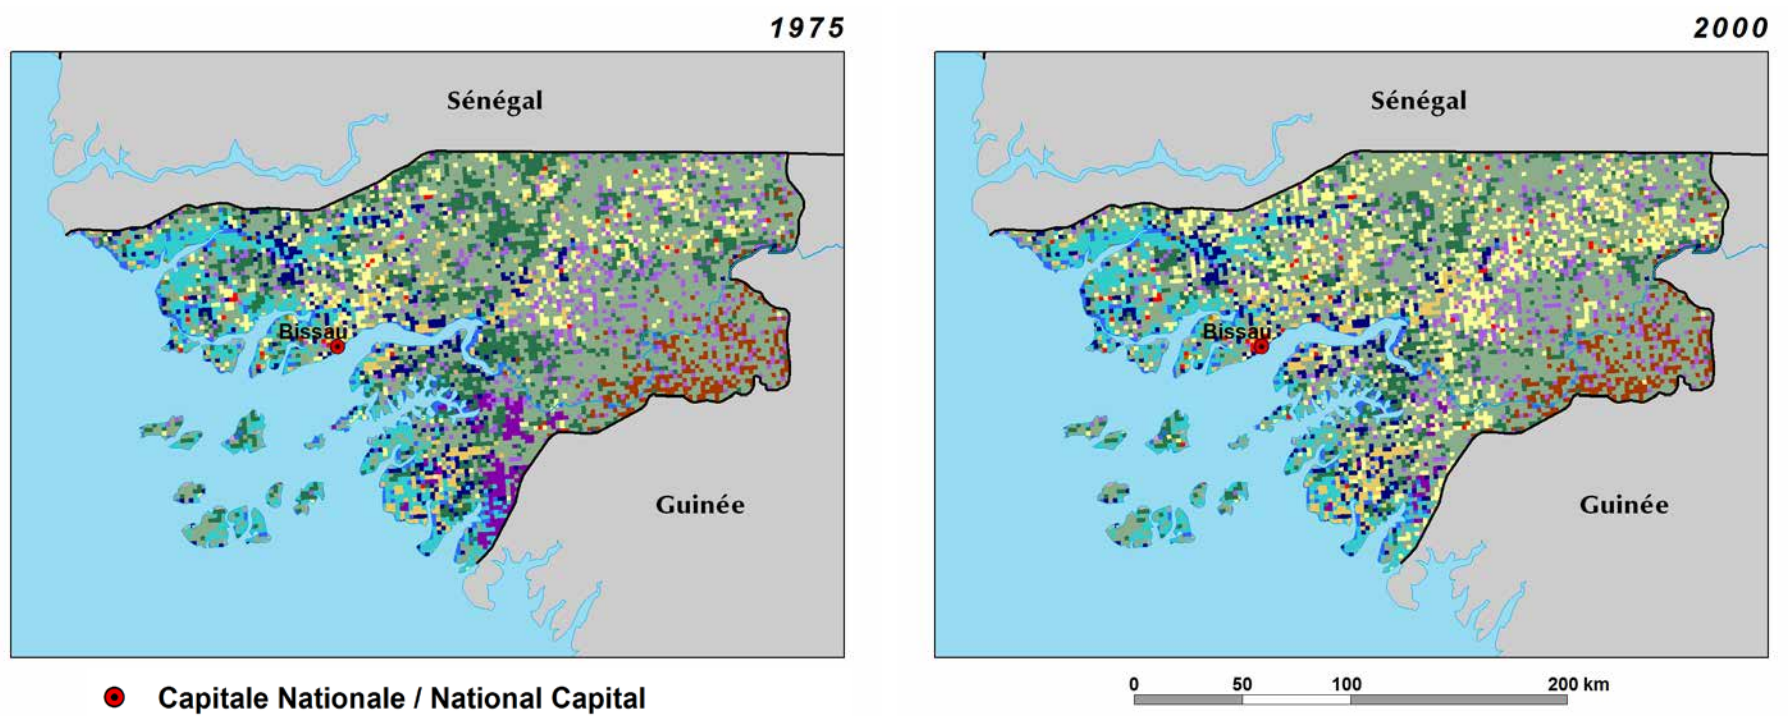 1975
2000
Sénégal
Sénégal
Bissau
Bissau
Guinée
Guinée
Capitale Nationale / National Capital
0 50 100 200 km